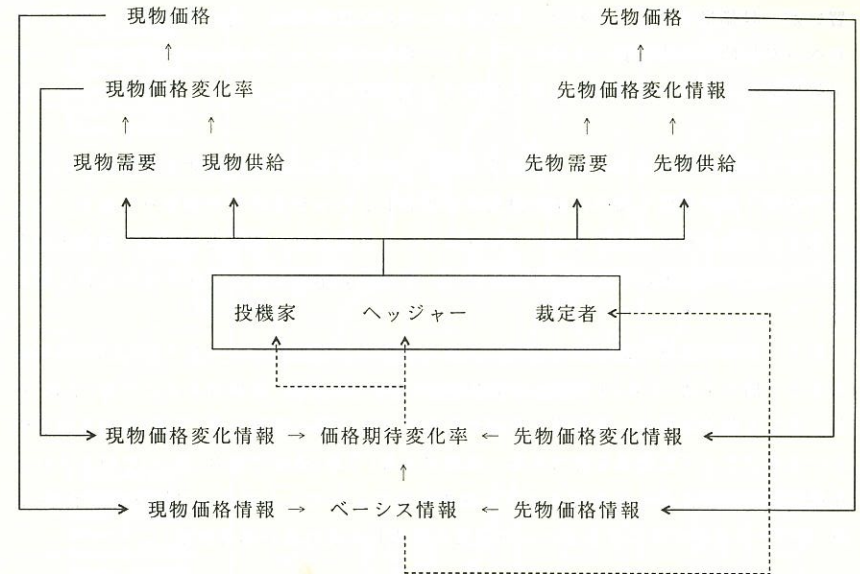 現物価格 先物価格
↑ ↑
現物価格変化率 先物価格変化情報
↑ ↑ ↑ ↑
現物需要 現物供給 先物需要 先物供給
投機家 ヘッジャー 裁定者
現物価格変化情報 → 価格期待変化率 ← 先物価格変化情報
↑
現物価格情報 → ベーシス情報 ← 先物価格情報